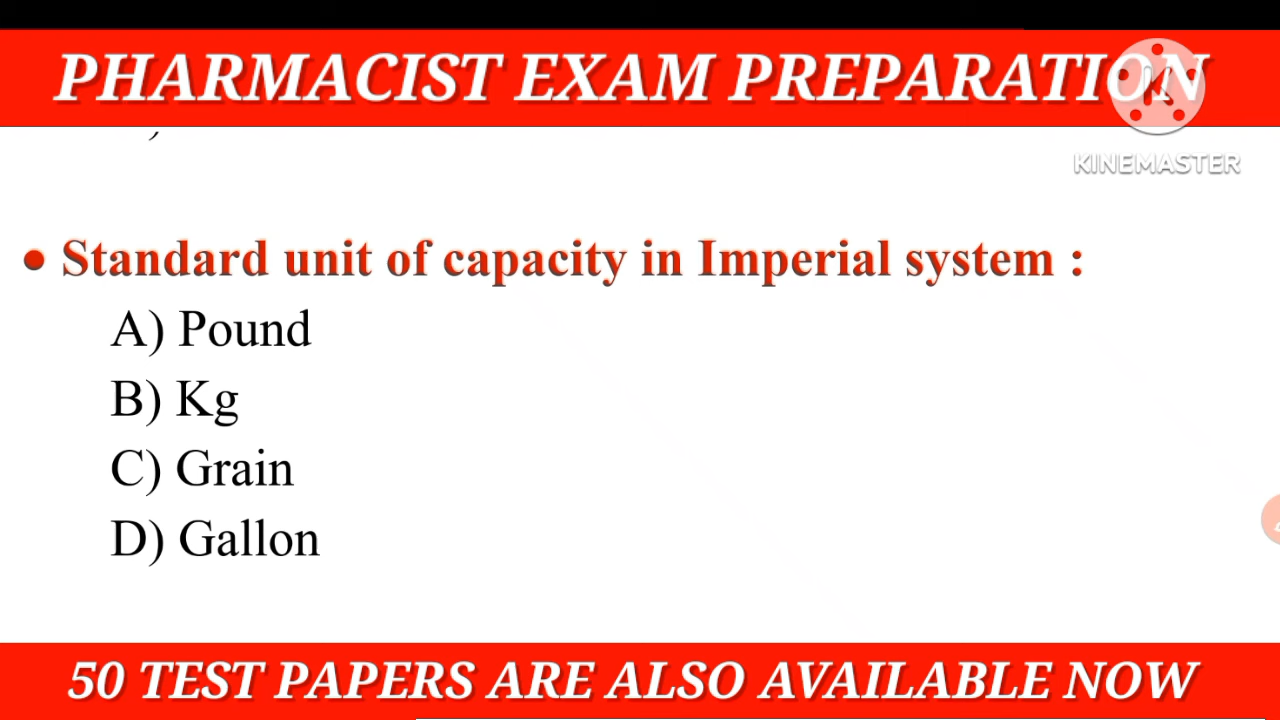 PHARMACIST EXAM PREPARATION
KINEMASTER
• Standard unit of capacity in Imperial system :
A) Pound
B) Kg
C) Grain
D) Gallon
50 TEST PAPERS ARE ALSO AVAILABLE NOW